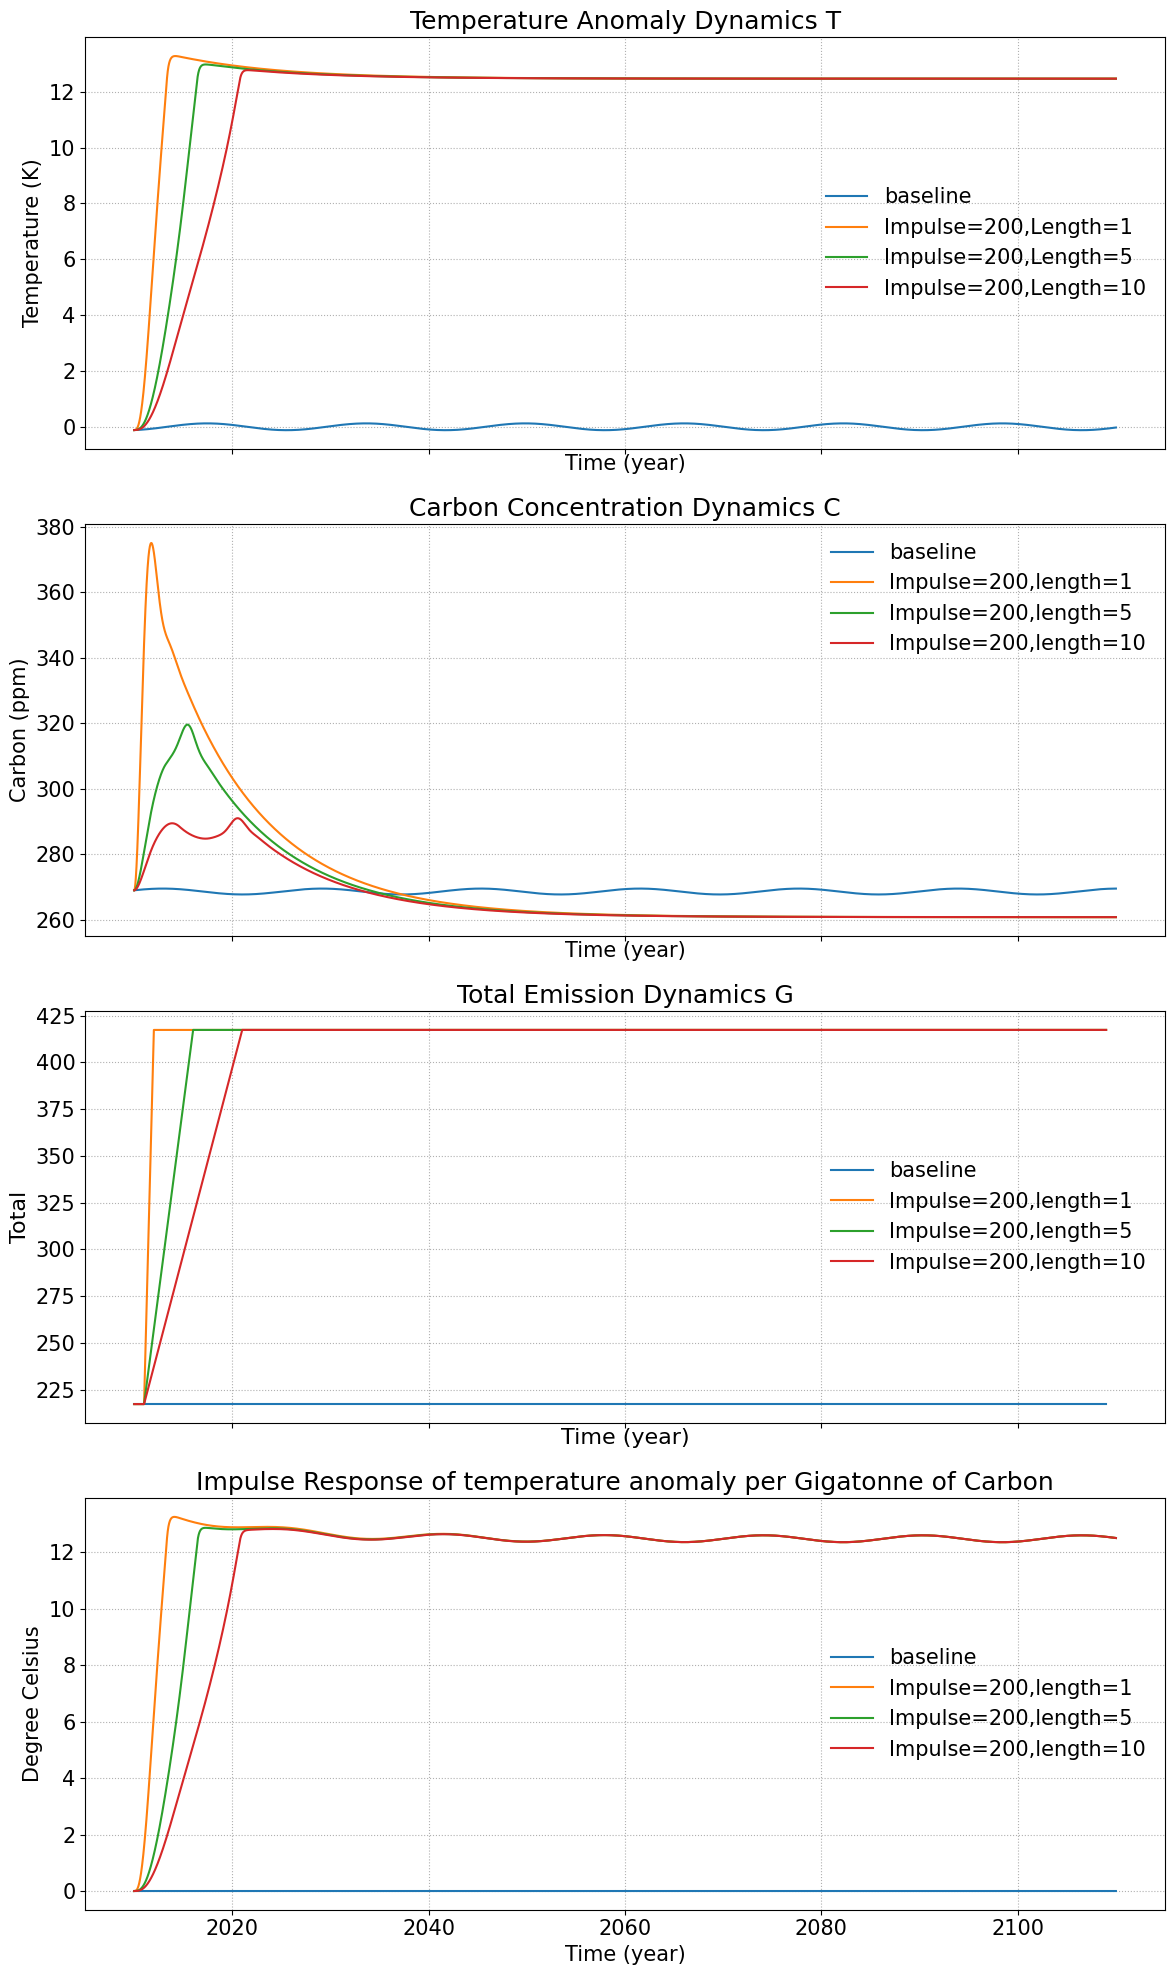 Temperature Anomaly Dynamics T
Temperature (K)
12
10
8
6
4
2
0
baseline
Impulse=200,Length=1
Impulse=200,Length=5
Impulse=200,Length=10
Time (year)
Carbon Concentration Dynamics C
Carbon (ppm)
380
360
340
320
300
280
260
baseline
Impulse=200,length=1
Impulse=200,length=5
Impulse=200,length=10
Time (year)
Total Emission Dynamics G
Total
425
400
375
350
325
300
275
250
225
baseline
Impulse=200,length=1
Impulse=200,length=5
Impulse=200,length=10
Time (year)
Impulse Response of temperature anomaly per Gigatonne of Carbon
Degree Celsius
12
10
8
6
4
2
0
baseline
Impulse=200,length=1
Impulse=200,length=5
Impulse=200,length=10
2020 2040 2060 2080 2100
Time (year)